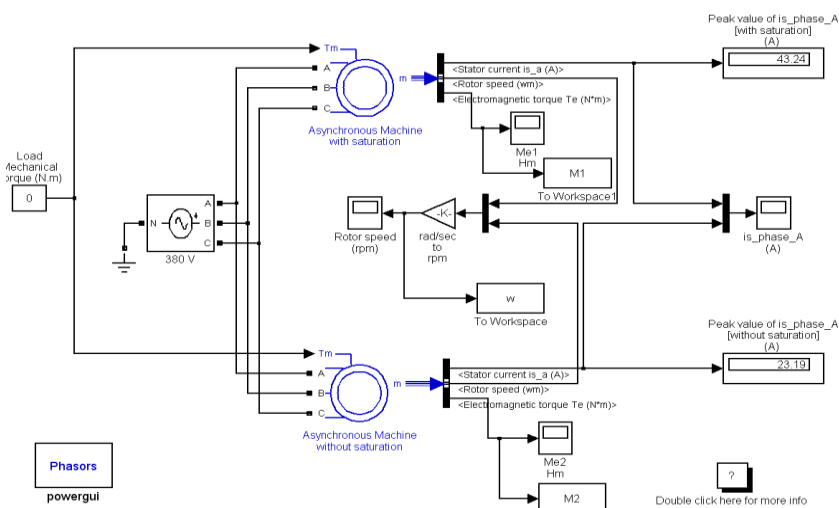 Peak value of is_phase_A
[with saturation]
(A)
43.24
Tm
A
B
C
m
<Stator current is_a (A)>
<Rotor speed (wm)>
<Electromagnetic torque Te (N*m)>
Asynchronous Machine
with saturation
Me1
Hm
M1
To Workspace1
Load
Mechanical
orque (N.m)
0
N
A
B
C
380 V
Rotor speed
(rpm)
-K-
rad/sec
to
rpm
is_phase_A
(A)
w
To Workspace
Peak value of is_phase_A
[without saturation]
(A)
23.19
Tm
A
B
C
m
<Stator current is_a (A)>
<Rotor speed (wm)>
<Electromagnetic torque Te (N*m)>
Asynchronous Machine
without saturation
Me2
Hm
M2
Phasors
powergui
?
Double click here for more info